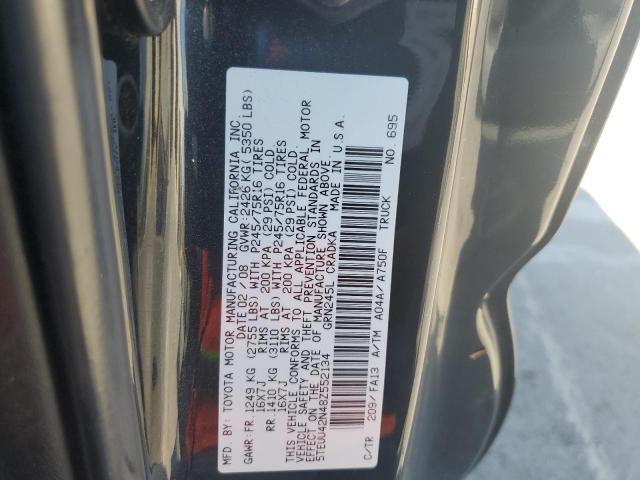 MFD. BY: TOYOTA MOTOR MANUFACTURING CALIFORNIA INC.
DATE 02/08 GVWR:2426 KG(5350 LBS)
GAWR:FR.1249 KG (2755 LBS) WITH P245/75R16 TIRES
16X7J RIMS AT 200 KPA (29 PSI) COLD
RR.1410 KG (3110 LBS) WITH P245/75R16 TIRES
16X7J RIMS AT 200 KPA (29 PSI) COLD.
THIS VEHICLE CONFORMS TO ALL APPLICABLE FEDERAL MOTOR
VEHICLE SAFETY AND THEFT PREVENTION STANDARDS IN
EFFECT ON THE DATE OF MANUFACTURE SHOWN ABOVE.
5TEUU42N48Z552134 GRN245L CRADKA MADE IN U.S.A.
C/TR 209/FA13 A/TM A04A/A750F TRUCK
NO. 695